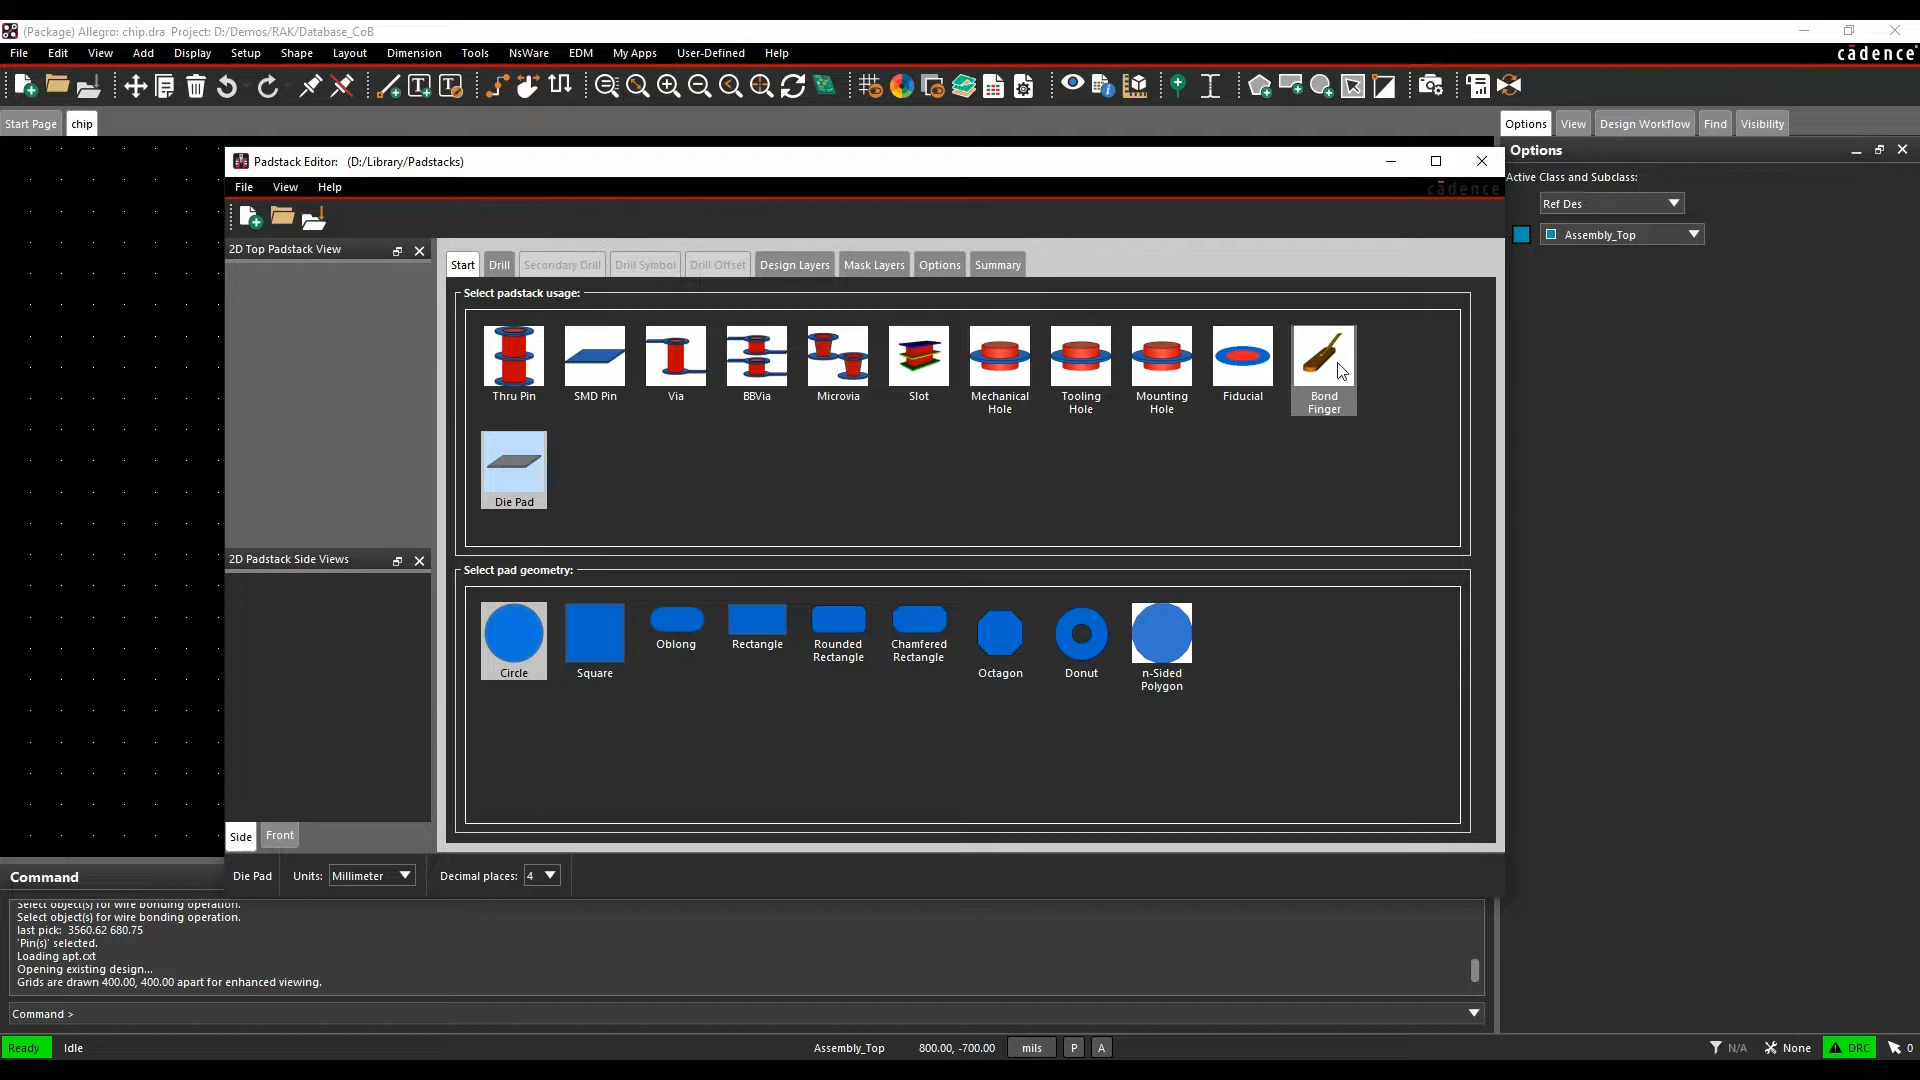 (Package) Allegro: chip.dra Project: D:/Demos/RAK/Database_CoB
File Edit View Add Display Setup Shape Layout Dimension Tools NsWare EDM My Apps User-Defined Help
cādence
Start Page chip
Options View Design Workflow Find Visibility
Options
Active Class and Subclass:
Ref Des
Assembly_Top
Padstack Editor: (D:/Library/Padstacks)
File View Help
cādence
2D Top Padstack View
Start Drill Secondary Drill Drill Symbol Drill Offset Design Layers Mask Layers Options Summary
Select padstack usage:
Thru Pin
SMD Pin
Via
BBVia
Microvia
Slot
Mechanical
Hole
Tooling
Hole
Mounting
Hole
Fiducial
Bond
Finger
Die Pad
2D Padstack Side Views
Select pad geometry:
Circle
Square
Oblong
Rectangle
Rounded
Rectangle
Chamfered
Rectangle
Octagon
Donut
n-Sided
Polygon
Side Front
Die Pad Units: Millimeter Decimal places: 4
Command
Select object(s) for wire bonding operation.
Select object(s) for wire bonding operation.
last pick: 3560.62 680.75
'Pin(s)' selected.
Loading apt.cxt
Opening existing design...
Grids are drawn 400.00, 400.00 apart for enhanced viewing.
Command >
Ready Idle Assembly_Top 800.00, -700.00 mils P A N/A None DRC 0